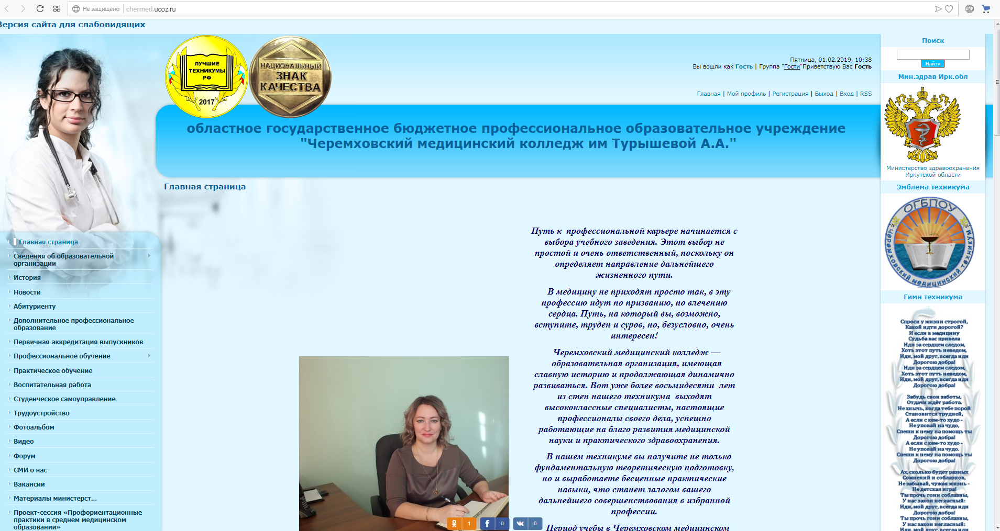 Не защищено
chermed.ucoz.ru
ABP
Версия сайта для слабовидящих
ЛУЧШИЕ
ТЕХНИКУМЫ
РФ
2017
НАЦИОНАЛЬНЫЙ
ЗНАК
КАЧЕСТВА
Пятница, 01.02.2019, 10:38
Вы вошли как Гость | Группа "Гости"Приветствую Вас Гость
Главная | Мой профиль | Регистрация | Выход | Вход | RSS
областное государственное бюджетное профессиональное образовательное учреждение
"Черемховский медицинский колледж им Турышевой А.А."
Главная страница
Сведения об образовательной
организации
История
Новости
Абитуриенту
Дополнительное профессиональное
образование
Первичная аккредитация выпускников
Профессиональное обучение
Практическое обучение
Воспитательная работа
Студенческое самоуправление
Трудоустройство
Фотоальбом
Видео
Форум
СМИ о нас
Вакансии
Материалы министерст...
Проект-сессия «Профориентационные
практики в среднем медицинском
образовании»
Главная страница
Путь к профессиональной карьере начинается с
выбора учебного заведения. Этот выбор не
простой и очень ответственный, поскольку он
определяет направление дальнейшего
жизненного пути.
В медицину не приходят просто так, в эту
профессию идут по призванию, по влечению
сердца. Путь, на который вы, возможно,
вступите, труден и суров, но, безусловно, очень
интересен!
Черемховский медицинский колледж —
образовательная организация, имеющая
славную историю и продолжающая динамично
развиваться. Вот уже более восьмидесяти лет
из стен нашего техникума выходят
высококлассные специалисты, настоящие
профессионалы своего дела, успешно
работающие на благо развития медицинской
науки и практического здравоохранения.
В нашем техникуме вы получите не только
фундаментальную теоретическую подготовку,
но и выработаете бесценные практические
навыки, что станет залогом вашего
дальнейшего совершенствования в избранной
профессии.
Период учебы в Черемховском медицинском
1
0
0
Поиск
Найти
Мин.здрав Ирк.обл
Министерство здравоохранения
Иркутской области
Эмблема техникума
ОГБПОУ
Черемховский медицинский техникум
Гимн техникума
Спроси у жизни строгой,
Какой идти дорогой?
И если в медицину
Судьба вас привела
Иди за сердцем следом,
Хоть этот путь неведом,
Иди, мой друг, всегда иди
Дорогою добра!
Иди за сердцем следом,
Хоть этот путь неведом,
Иди, мой друг, всегда иди
Дорогою добра!
Забудь свои заботы,
Отдачи ждёт работа.
Не хнычь, когда тебе порой
Становится трудней,
А если с кем-то худо -
Не уповай на чудо,
Спеши к нему на помощь ты
Дорогою добра!
А если с кем-то худо -
Не уповай на чудо.
Спеши к нему на помощь ты
Дорогою добра!
Ах, сколько будет разных
Сомнений и соблазнов,
Не забывай, чужая жизнь -
Не детская игра!
Ты прочь гони соблазны,
У нас закон негласный:
Иди, мой друг, всегда иди
Дорогою добра!
Ты прочь гони соблазны,
У нас закон негласный:
Иди, мой друг, всегда иди